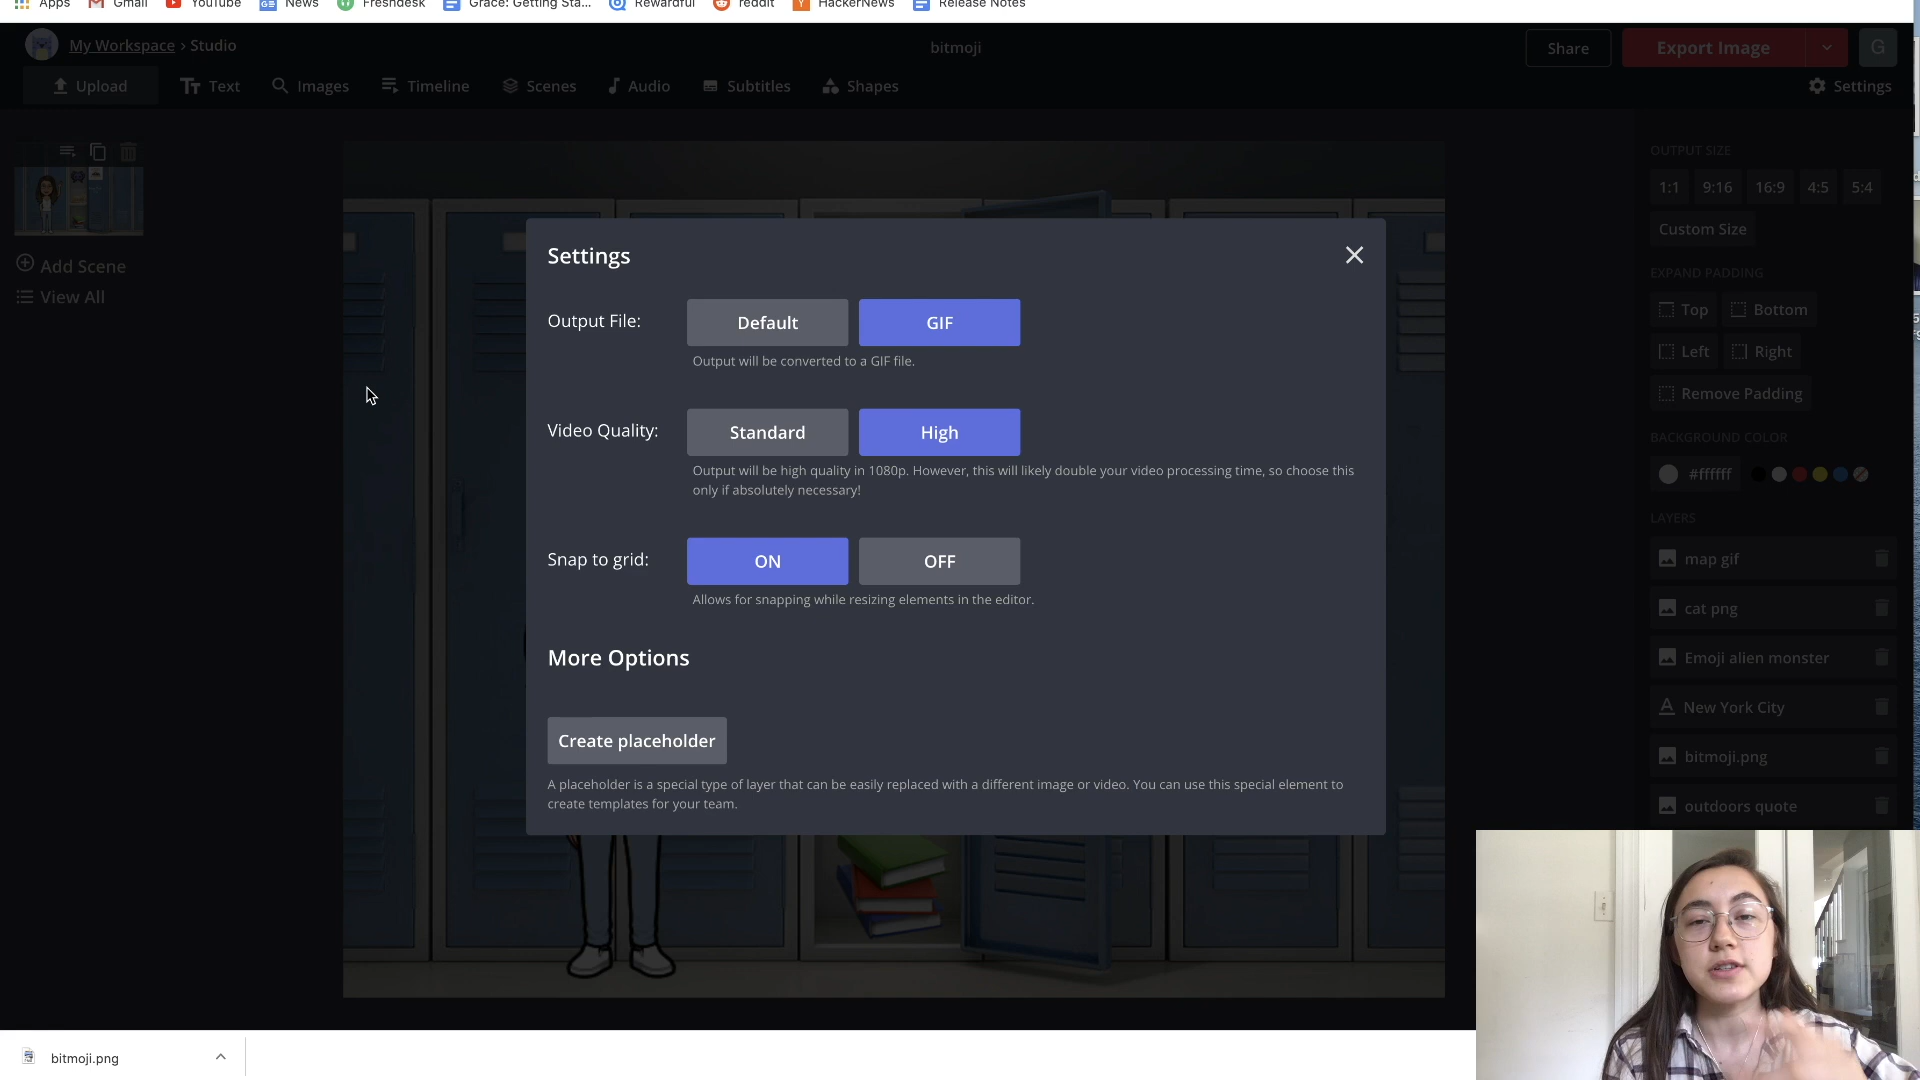 Apps Gmail YouTube News Freshdesk Grace: Getting Sta... Rewardful reddit HackerNews Release Notes
My Workspace › Studio
bitmoji
Share
Export Image
G
Upload
Text
Images
Timeline
Scenes
Audio
Subtitles
Shapes
Settings
Add Scene
View All
Settings
Output File:
Default
GIF
Output will be converted to a GIF file.
Video Quality:
Standard
High
Output will be high quality in 1080p. However, this will likely double your video processing time, so choose this
only if absolutely necessary!
Snap to grid:
ON
OFF
Allows for snapping while resizing elements in the editor.
More Options
Create placeholder
A placeholder is a special type of layer that can be easily replaced with a different image or video. You can use this special element to
create templates for your team.
OUTPUT SIZE
1:1 9:16 16:9 4:5 5:4
Custom Size
EXPAND PADDING
Top Bottom
Left Right
Remove Padding
BACKGROUND COLOR
#ffffff
LAYERS
map gif
cat png
Emoji alien monster
New York City
bitmoji.png
outdoors quote
bitmoji.png